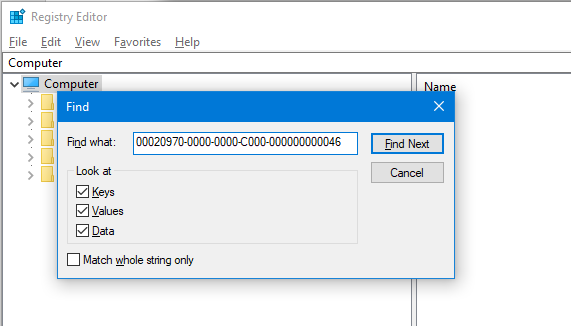 Registry Editor
File Edit View Favorites Help
Computer
Computer Name
Find
Find what: 00020970-0000-0000-C000-000000000046 Find Next
Look at Cancel
Keys
Values
Data
Match whole string only